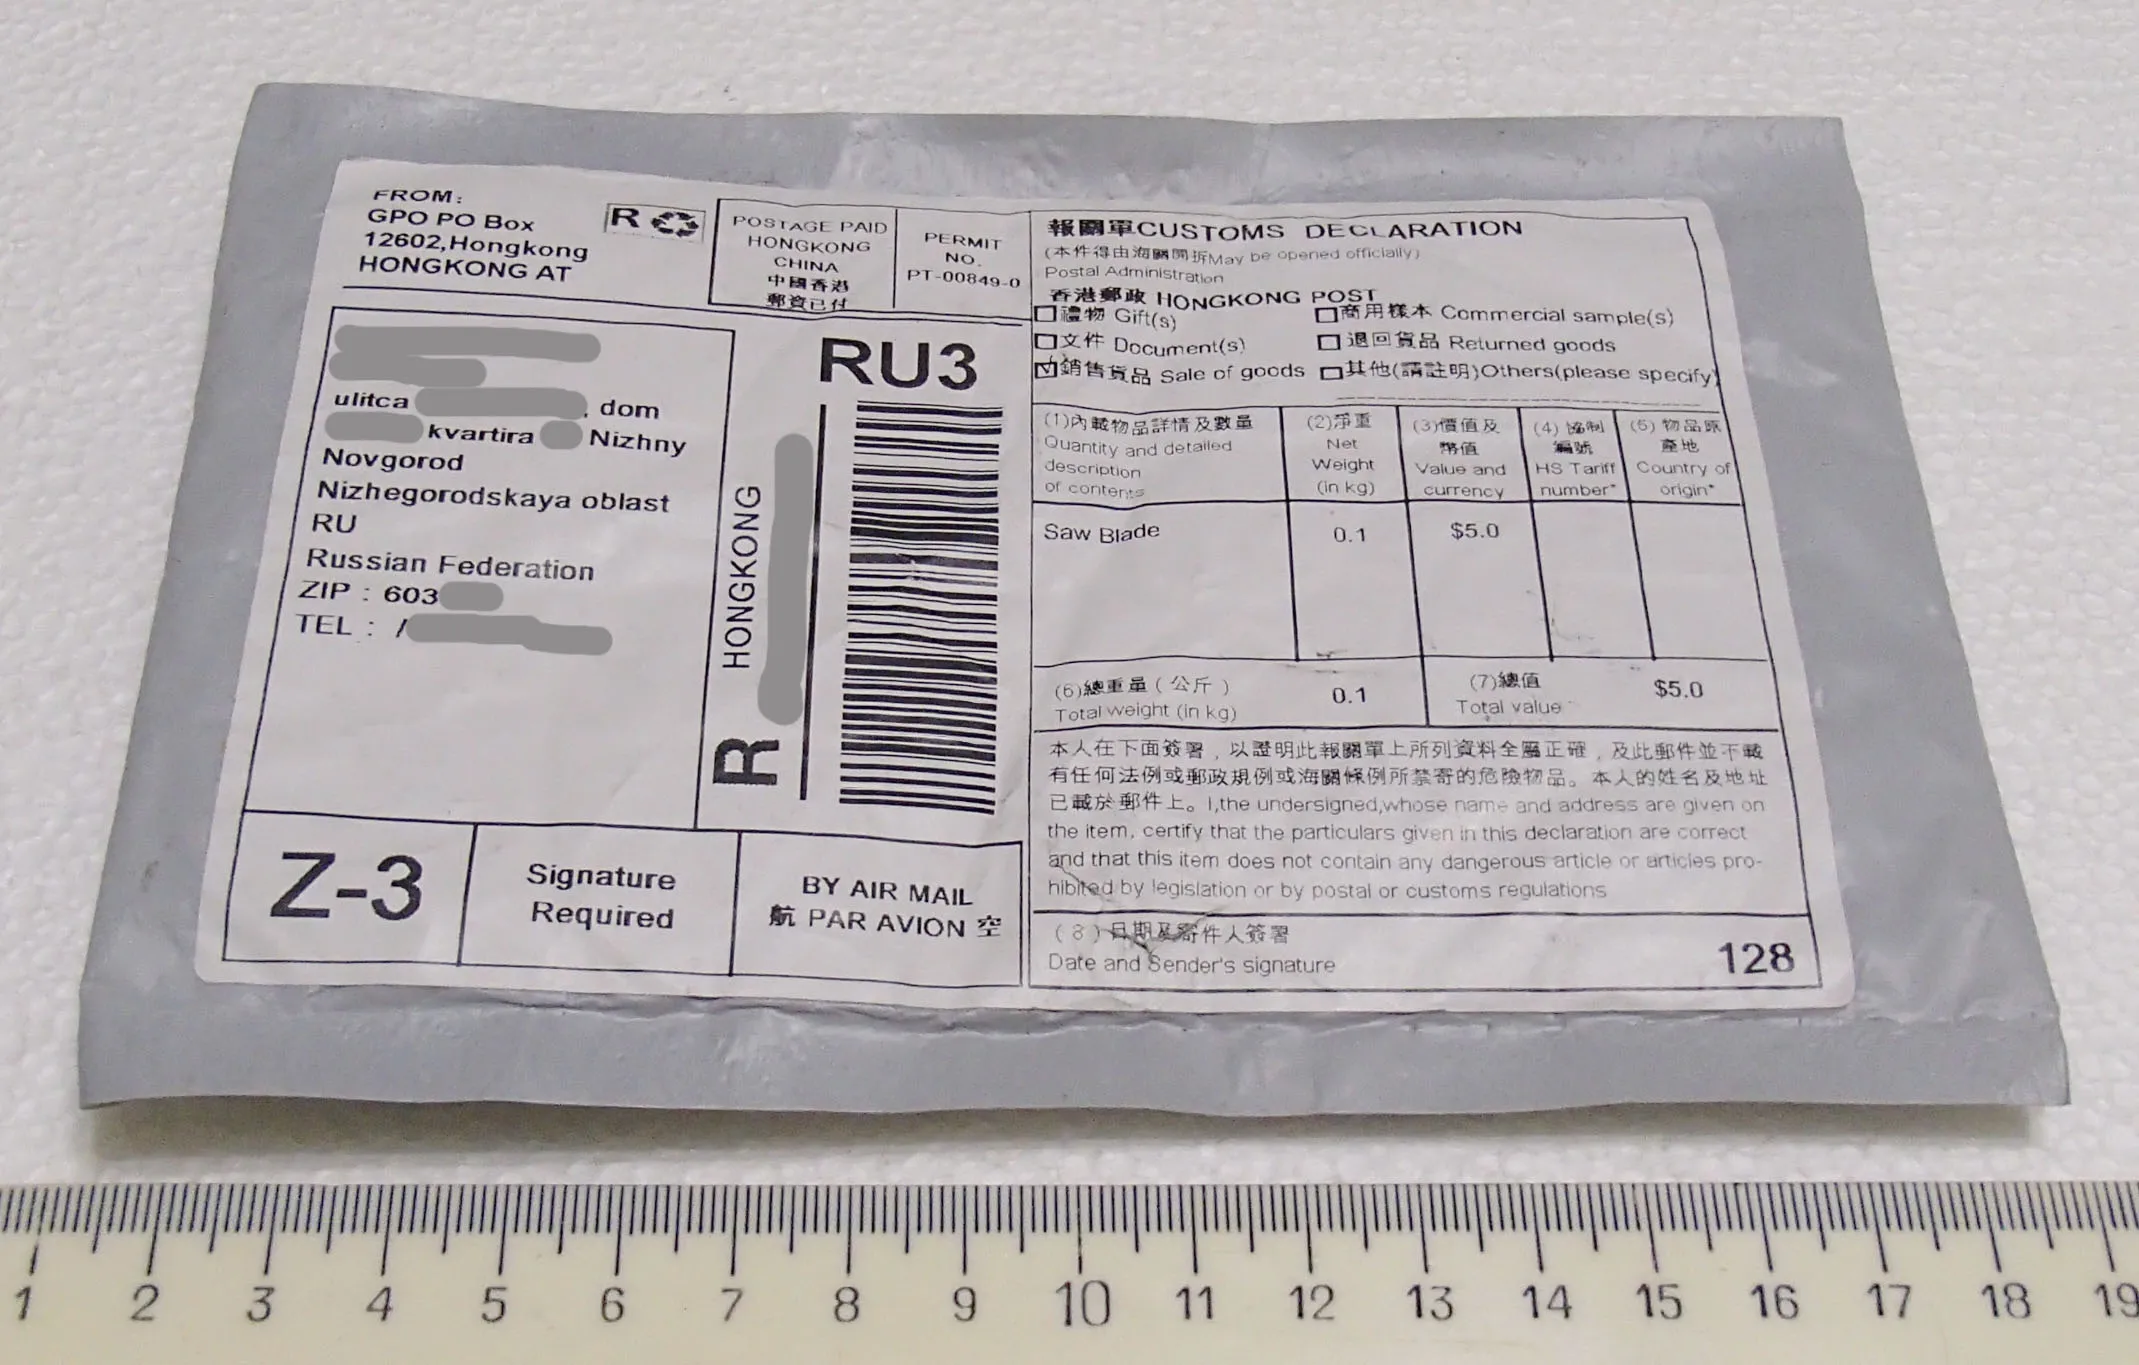 FROM:
GPO PO Box
12602,Hongkong
HONGKONG AT
R
POSTAGE PAID
HONGKONG
CHINA
中國香港
郵資已付
PERMIT
NO.
PT-00849-0
ulitca , dom
kvartira Nizhny
Novgorod
Nizhegorodskaya oblast
RU
Russian Federation
ZIP : 603
TEL : /
RU3
R HONGKONG
Z-3
Signature
Required
BY AIR MAIL
航 PAR AVION 空
報關單CUSTOMS DECLARATION
(本件得由海關開拆May be opened officially)
Postal Administration
香港郵政 HONGKONG POST
禮物 Gift(s) 商用樣本 Commercial sample(s)
文件 Document(s) 退回貨品 Returned goods
銷售貨品 Sale of goods 其他(請註明)Others(please specify)
(1)內載物品詳情及數量
Quantity and detailed
description
of contents
(2)淨重
Net
Weight
(in kg)
(3)價值及
幣值
Value and
currency
(4) 協制
編號
HS Tariff
number*
(5) 物品原
產地
Country of
origin*
Saw Blade 0.1 $5.0
(6)總重量(公斤)
Total weight (in kg)
0.1
(7)總值
Total value
$5.0
本人在下面簽署，以證明此報關單上所列資料全屬正確，及此郵件並不載
有任何法例或郵政規例或海關條例所禁寄的危險物品。本人的姓名及地址
已載於郵件上。I,the undersigned,whose name and address are given on
the item, certify that the particulars given in this declaration are correct
and that this item does not contain any dangerous article or articles pro-
hibited by legislation or by postal or customs regulations
(8)日期及寄件人簽署
Date and Sender's signature
128
1 2 3 4 5 6 7 8 9 10 11 12 13 14 15 16 17 18 19